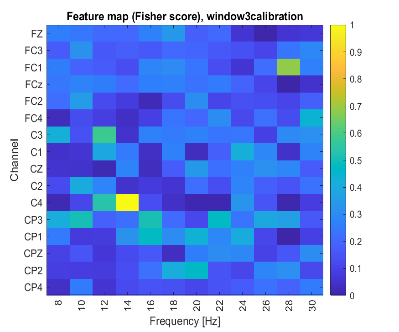 Feature map (Fisher score), window3calibration
Channel
FZ
FC3
FC1
FCz
FC2
FC4
C3
C1
CZ
C2
C4
CP3
CP1
CPZ
CP2
CP4
8 10 12 14 16 18 20 22 24 26 28 30
Frequency [Hz]
1
0.9
0.8
0.7
0.6
0.5
0.4
0.3
0.2
0.1
0